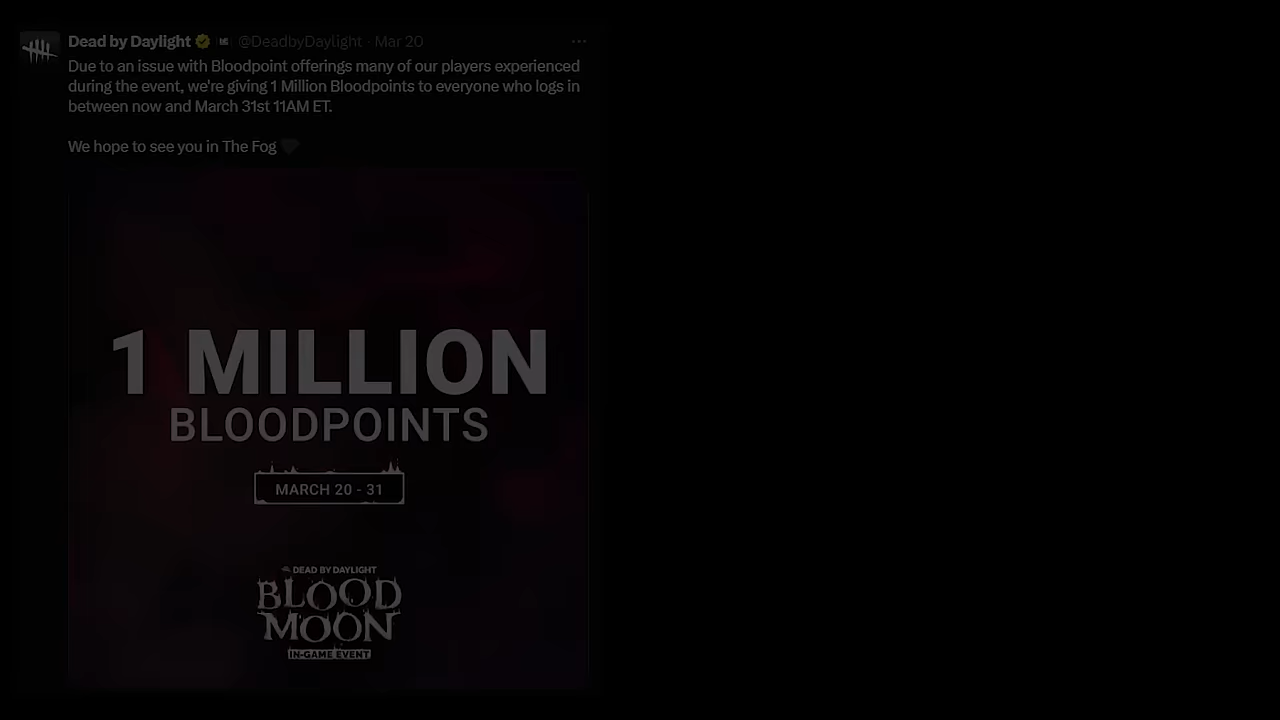 Dead by Daylight @DeadbyDaylight · Mar 20 ···
Due to an issue with Bloodpoint offerings many of our players experienced
during the event, we're giving 1 Million Bloodpoints to everyone who logs in
between now and March 31st 11AM ET.
We hope to see you in The Fog 🖤
1 MILLION
BLOODPOINTS
MARCH 20 - 31
DEAD BY DAYLIGHT
BLOOD
MOON
IN-GAME EVENT